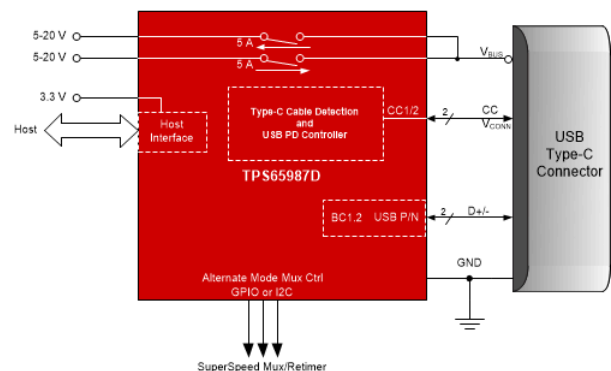 5-20 V
5 A
5-20 V
5 A
VBUS
3.3 V
Host
Host
Interface
Type-C Cable Detection
and
USB PD Controller
CC1/2
2
CC
VCONN
USB
Type-C
Connector
TPS65987D
BC1.2 USB P/N
2
D+/-
GND
Alternate Mode Mux Ctrl
GPIO or I2C
SuperSpeed Mux/Retimer